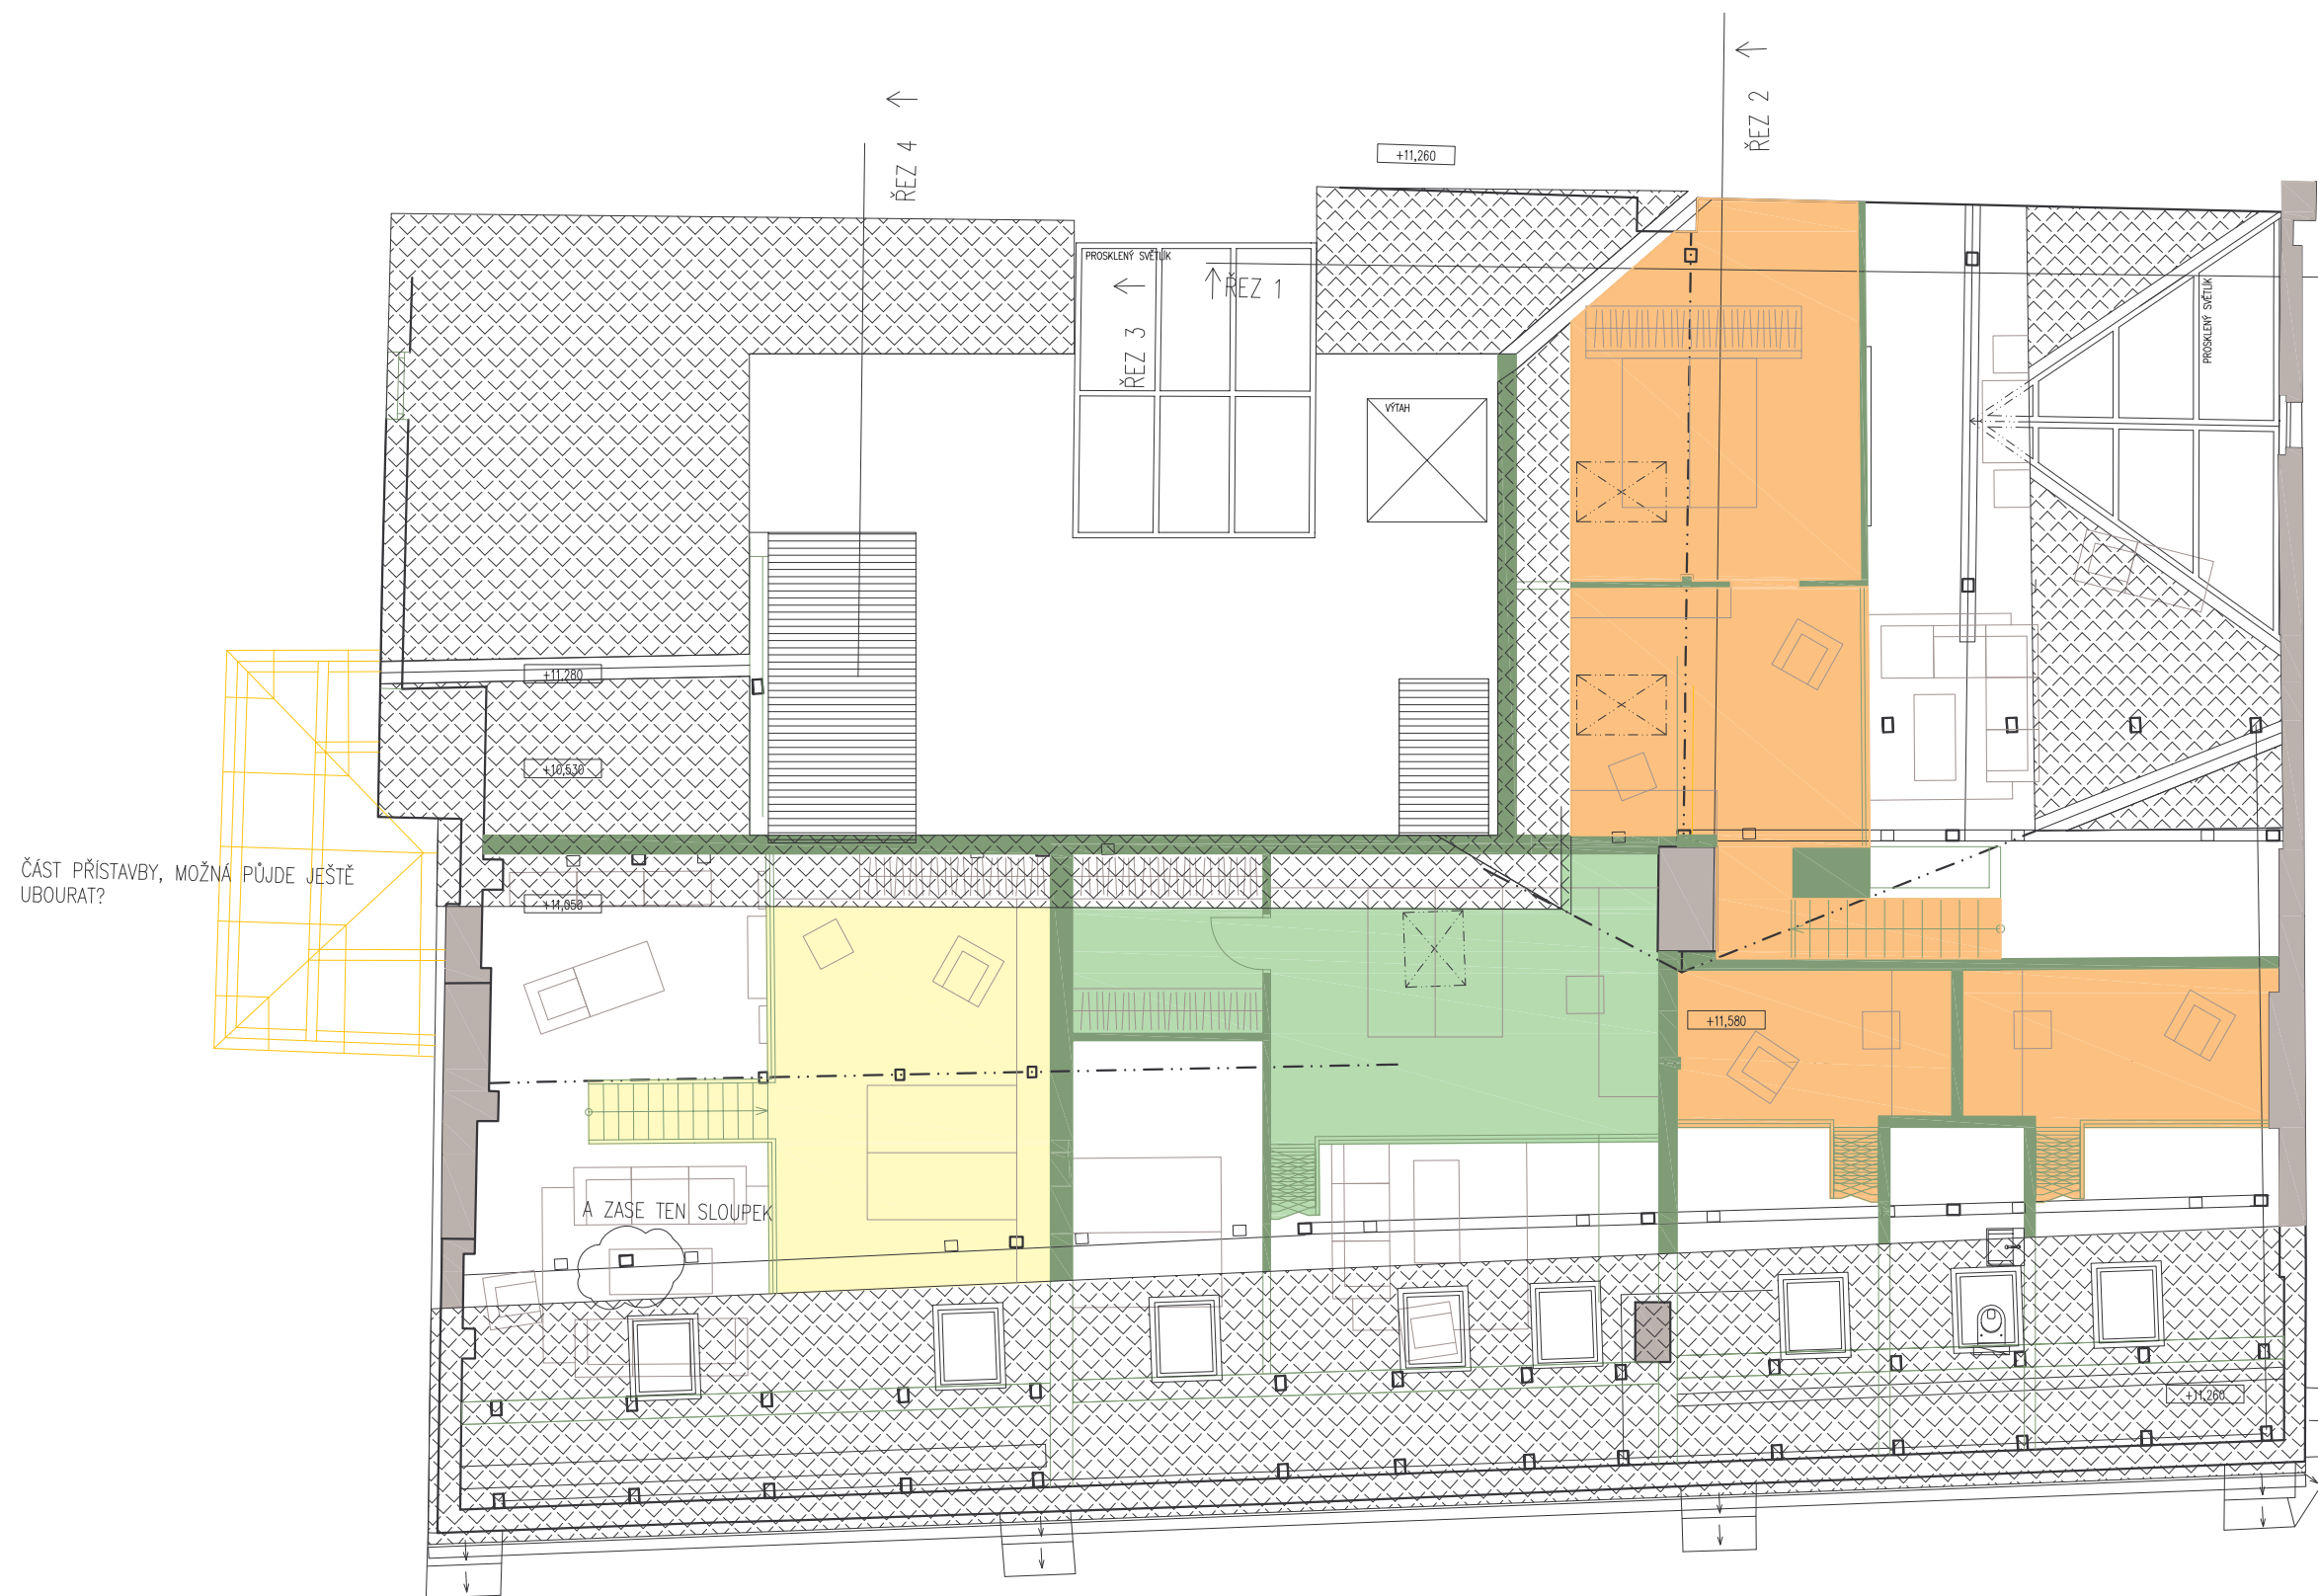 ŘEZ 2
ŘEZ 4
+11,260
PROSKLENÝ SVĚTLÍK
ŘEZ 1
ŘEZ 3
PROSKLENÝ SVĚTLÍK
VÝTAH
+11,280
+10,530
ČÁST PŘÍSTAVBY, MOŽNÁ PŮJDE JEŠTĚ
UBOURAT?
+11,050
+11,580
A ZASE TEN SLOUPEK
+11,260